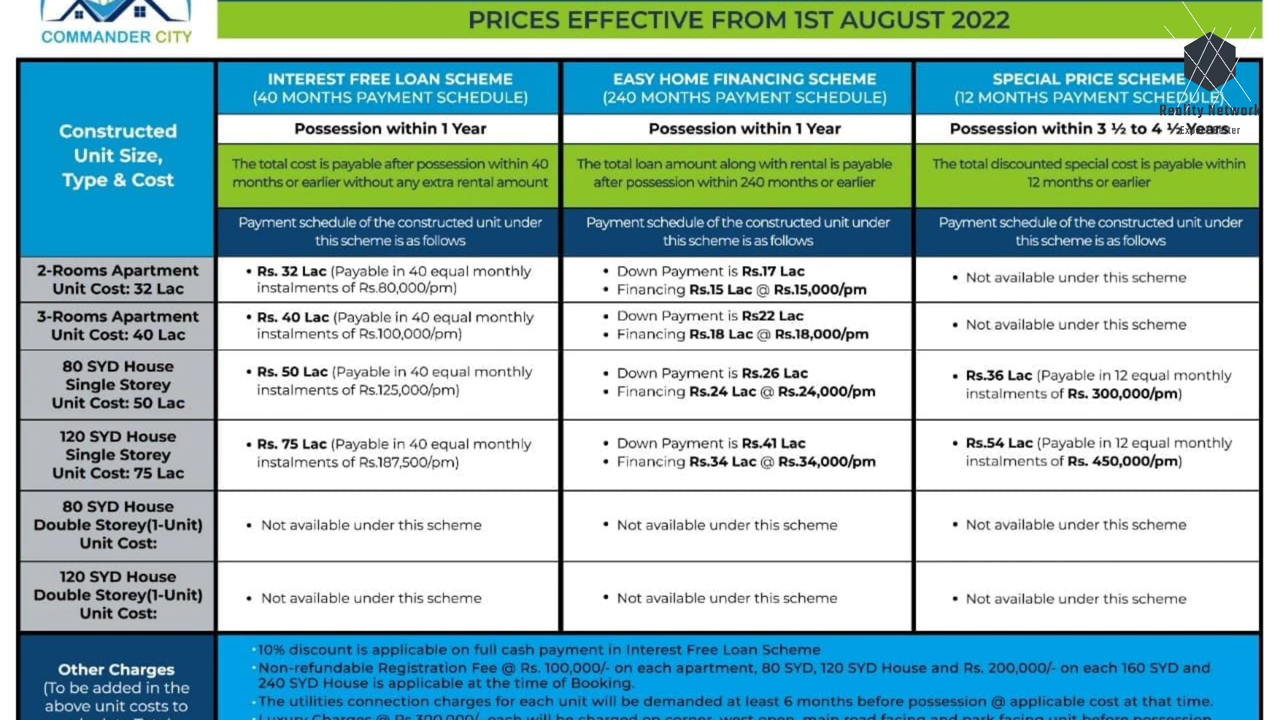 COMMANDER CITY
PRICES EFFECTIVE FROM 1ST AUGUST 2022
Constructed
Unit Size,
Type & Cost
INTEREST FREE LOAN SCHEME
(40 MONTHS PAYMENT SCHEDULE)
Possession within 1 Year
The total cost is payable after possession within 40
months or earlier without any extra rental amount
Payment schedule of the constructed unit under
this scheme is as follows
EASY HOME FINANCING SCHEME
(240 MONTHS PAYMENT SCHEDULE)
Possession within 1 Year
The total loan amount along with rental is payable
after possession within 240 months or earlier
Payment schedule of the constructed unit under
this scheme is as follows
SPECIAL PRICE SCHEME
(12 MONTHS PAYMENT SCHEDULE)
Reality Network
Possession within 3 ½ to 4 ½ Years
The total discounted special cost is payable within
12 months or earlier
Payment schedule of the constructed unit under
this scheme is as follows
2-Rooms Apartment
Unit Cost: 32 Lac
• Rs. 32 Lac (Payable in 40 equal monthly
instalments of Rs.80,000/pm)
• Down Payment is Rs.17 Lac
• Financing Rs.15 Lac @ Rs.15,000/pm
• Not available under this scheme
3-Rooms Apartment
Unit Cost: 40 Lac
• Rs. 40 Lac (Payable in 40 equal monthly
instalments of Rs.100,000/pm)
• Down Payment is Rs22 Lac
• Financing Rs.18 Lac @ Rs.18,000/pm
• Not available under this scheme
80 SYD House
Single Storey
Unit Cost: 50 Lac
• Rs. 50 Lac (Payable in 40 equal monthly
instalments of Rs.125,000/pm)
• Down Payment is Rs.26 Lac
• Financing Rs.24 Lac @ Rs.24,000/pm
• Rs.36 Lac (Payable in 12 equal monthly
instalments of Rs. 300,000/pm)
120 SYD House
Single Storey
Unit Cost: 75 Lac
• Rs. 75 Lac (Payable in 40 equal monthly
instalments of Rs.187,500/pm)
• Down Payment is Rs.41 Lac
• Financing Rs.34 Lac @ Rs.34,000/pm
• Rs.54 Lac (Payable in 12 equal monthly
instalments of Rs. 450,000/pm)
80 SYD House
Double Storey(1-Unit)
Unit Cost:
• Not available under this scheme
• Not available under this scheme
• Not available under this scheme
120 SYD House
Double Storey(1-Unit)
Unit Cost:
• Not available under this scheme
• Not available under this scheme
• Not available under this scheme
Other Charges
(To be added in the
above unit costs to
•10% discount is applicable on full cash payment in Interest Free Loan Scheme
•Non-refundable Registration Fee @ Rs. 100,000/- on each apartment, 80 SYD, 120 SYD House and Rs. 200,000/- on each 160 SYD and
240 SYD House is applicable at the time of Booking.
•The utilities connection charges for each unit will be demanded at least 6 months before possession @ applicable cost at that time.
•Luxury Charges @ Rs 300,000/- each will be charged on corner, west open, main road facing and park facing unit before possession